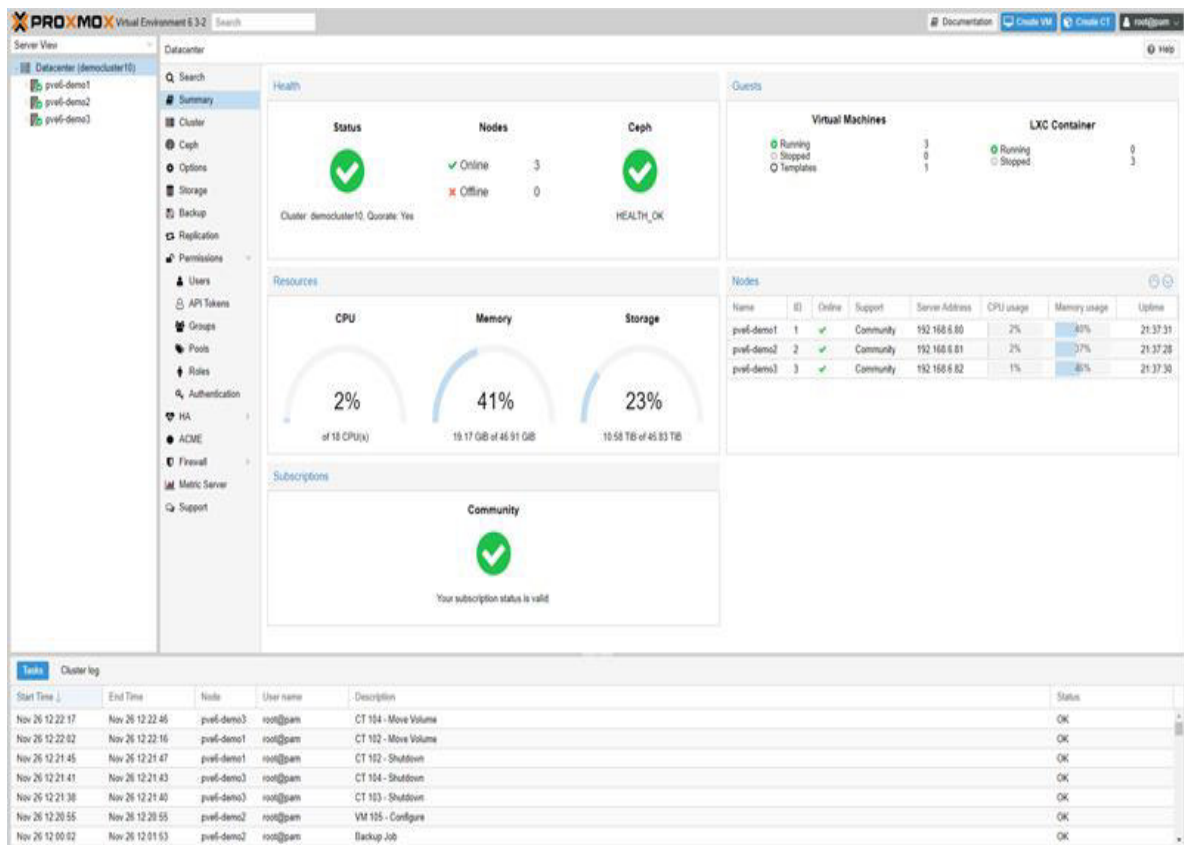 PROXMOX Virtual Environment 6.3-2 Search
Documentation Create VM Create CT root@pam
Server View
Datacenter (democluster10)
pve6-demo1
pve6-demo2
pve6-demo3
Datacenter
Help
Search
Summary
Cluster
Ceph
Options
Storage
Backup
Replication
Permissions
Users
API Tokens
Groups
Pools
Roles
Authentication
HA
ACME
Firewall
Metric Server
Support
Health
Status
Cluster: democluster10, Quorate: Yes
Nodes
Online 3
Offline 0
Ceph
HEALTH_OK
Guests
Virtual Machines
Running 3
Stopped 0
Templates 1
LXC Container
Running 0
Stopped 3
Resources
CPU
2%
of 18 CPU(s)
Memory
41%
19.17 GiB of 46.91 GiB
Storage
23%
10.58 TiB of 46.83 TiB
Nodes
Name ID Online Support Server Address CPU usage Memory usage Uptime
pve6-demo1 1 Community 192.168.6.80 2% 40% 21:37:31
pve6-demo2 2 Community 192.168.6.81 2% 37% 21:37:28
pve6-demo3 3 Community 192.168.6.82 1% 46% 21:37:30
Subscriptions
Community
Your subscription status is valid
Tasks Cluster log
Start Time End Time Node User name Description Status
Nov 26 12:22:17 Nov 26 12:22:46 pve6-demo3 root@pam CT 104 - Move Volume OK
Nov 26 12:22:02 Nov 26 12:22:16 pve6-demo1 root@pam CT 102 - Move Volume OK
Nov 26 12:21:45 Nov 26 12:21:47 pve6-demo1 root@pam CT 102 - Shutdown OK
Nov 26 12:21:41 Nov 26 12:21:43 pve6-demo3 root@pam CT 104 - Shutdown OK
Nov 26 12:21:38 Nov 26 12:21:40 pve6-demo3 root@pam CT 103 - Shutdown OK
Nov 26 12:20:55 Nov 26 12:20:55 pve6-demo2 root@pam VM 105 - Configure OK
Nov 26 12:00:02 Nov 26 12:01:53 pve6-demo2 root@pam Backup Job OK